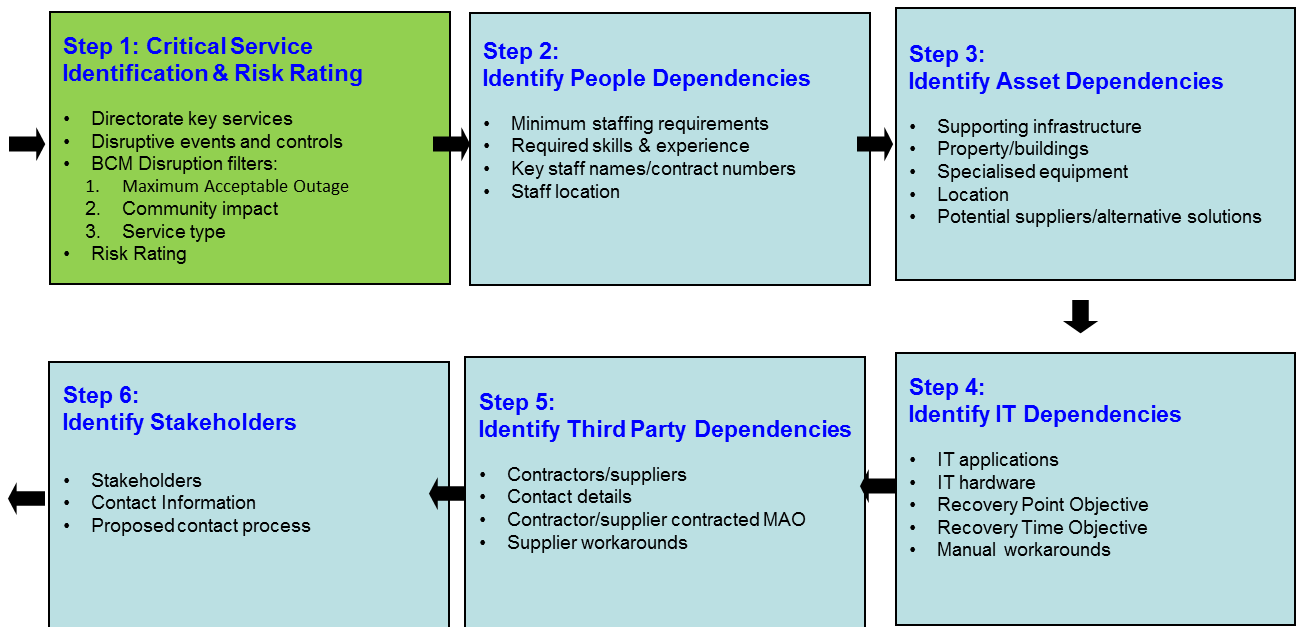 Step 1: Critical Service
Identification & Risk Rating
• Directorate key services
• Disruptive events and controls
• BCM Disruption filters:
1. Maximum Acceptable Outage
2. Community impact
3. Service type
• Risk Rating
Step 2:
Identify People Dependencies
• Minimum staffing requirements
• Required skills & experience
• Key staff names/contract numbers
• Staff location
Step 3:
Identify Asset Dependencies
• Supporting infrastructure
• Property/buildings
• Specialised equipment
• Location
• Potential suppliers/alternative solutions
Step 4:
Identify IT Dependencies
• IT applications
• IT hardware
• Recovery Point Objective
• Recovery Time Objective
• Manual workarounds
Step 5:
Identify Third Party Dependencies
• Contractors/suppliers
• Contact details
• Contractor/supplier contracted MAO
• Supplier workarounds
Step 6:
Identify Stakeholders
• Stakeholders
• Contact Information
• Proposed contact process